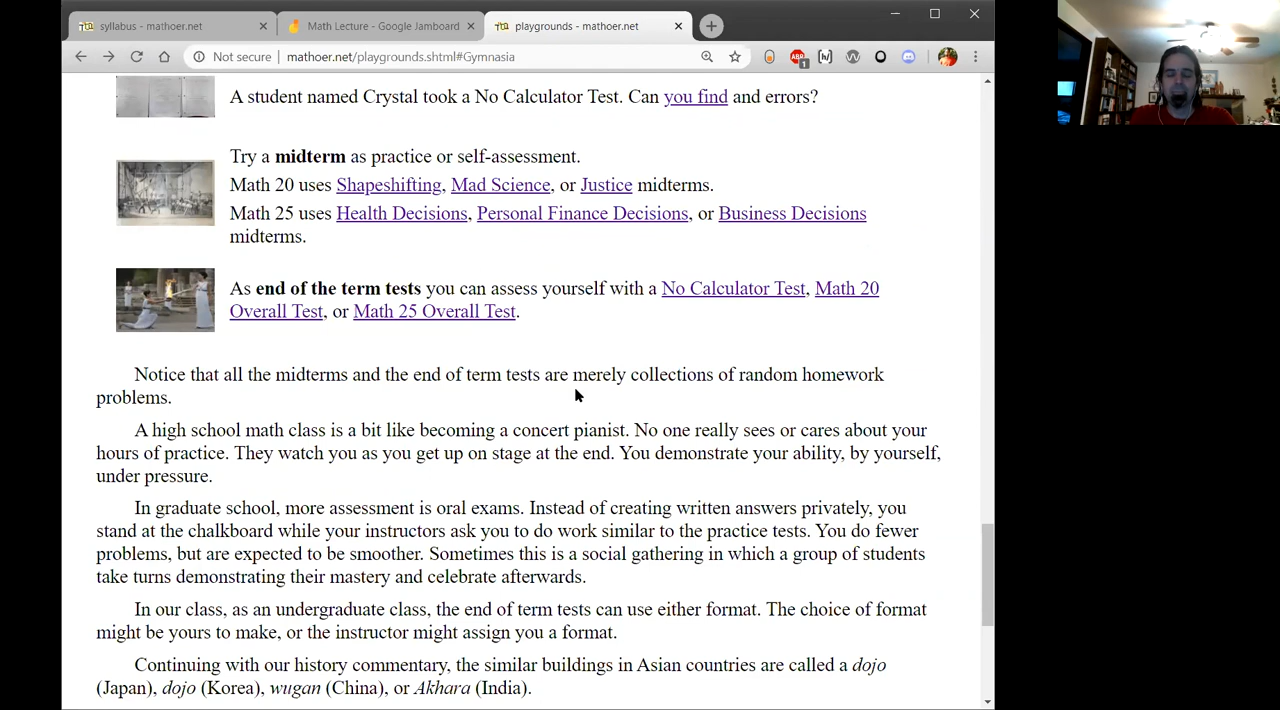 syllabus - mathoer.net
Math Lecture - Google Jamboard
playgrounds - mathoer.net
Not secure | mathoer.net/playgrounds.shtml#Gymnasia
ABP
1
A student named Crystal took a No Calculator Test. Can you find and errors?
Try a midterm as practice or self-assessment.
Math 20 uses Shapeshifting, Mad Science, or Justice midterms.
Math 25 uses Health Decisions, Personal Finance Decisions, or Business Decisions
midterms.
As end of the term tests you can assess yourself with a No Calculator Test, Math 20
Overall Test, or Math 25 Overall Test.
Notice that all the midterms and the end of term tests are merely collections of random homework
problems.
A high school math class is a bit like becoming a concert pianist. No one really sees or cares about your
hours of practice. They watch you as you get up on stage at the end. You demonstrate your ability, by yourself,
under pressure.
In graduate school, more assessment is oral exams. Instead of creating written answers privately, you
stand at the chalkboard while your instructors ask you to do work similar to the practice tests. You do fewer
problems, but are expected to be smoother. Sometimes this is a social gathering in which a group of students
take turns demonstrating their mastery and celebrate afterwards.
In our class, as an undergraduate class, the end of term tests can use either format. The choice of format
might be yours to make, or the instructor might assign you a format.
Continuing with our history commentary, the similar buildings in Asian countries are called a dojo
(Japan), dojo (Korea), wugan (China), or Akhara (India).